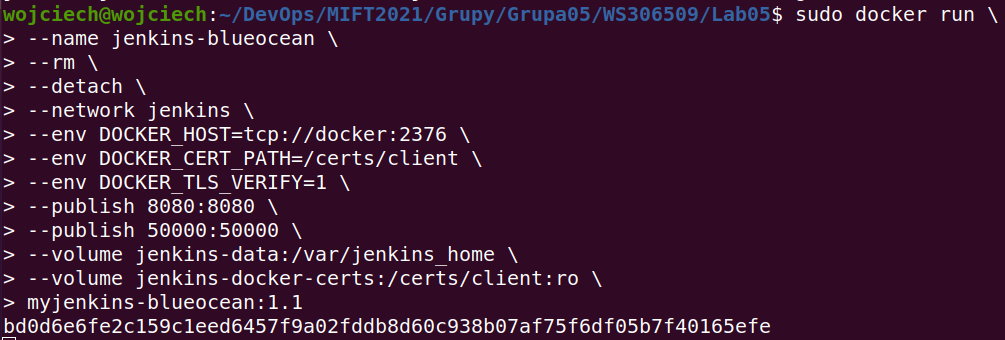 wojciech@wojciech:~/DevOps/MIFT2021/Grupy/Grupa05/WS306509/Lab05$ sudo docker run \
> --name jenkins-blueocean \
> --rm \
> --detach \
> --network jenkins \
> --env DOCKER_HOST=tcp://docker:2376 \
> --env DOCKER_CERT_PATH=/certs/client \
> --env DOCKER_TLS_VERIFY=1 \
> --publish 8080:8080 \
> --publish 50000:50000 \
> --volume jenkins-data:/var/jenkins_home \
> --volume jenkins-docker-certs:/certs/client:ro \
> myjenkins-blueocean:1.1
bd0d6e6fe2c159c1eed6457f9a02fddb8d60c938b07af75f6df05b7f40165efe